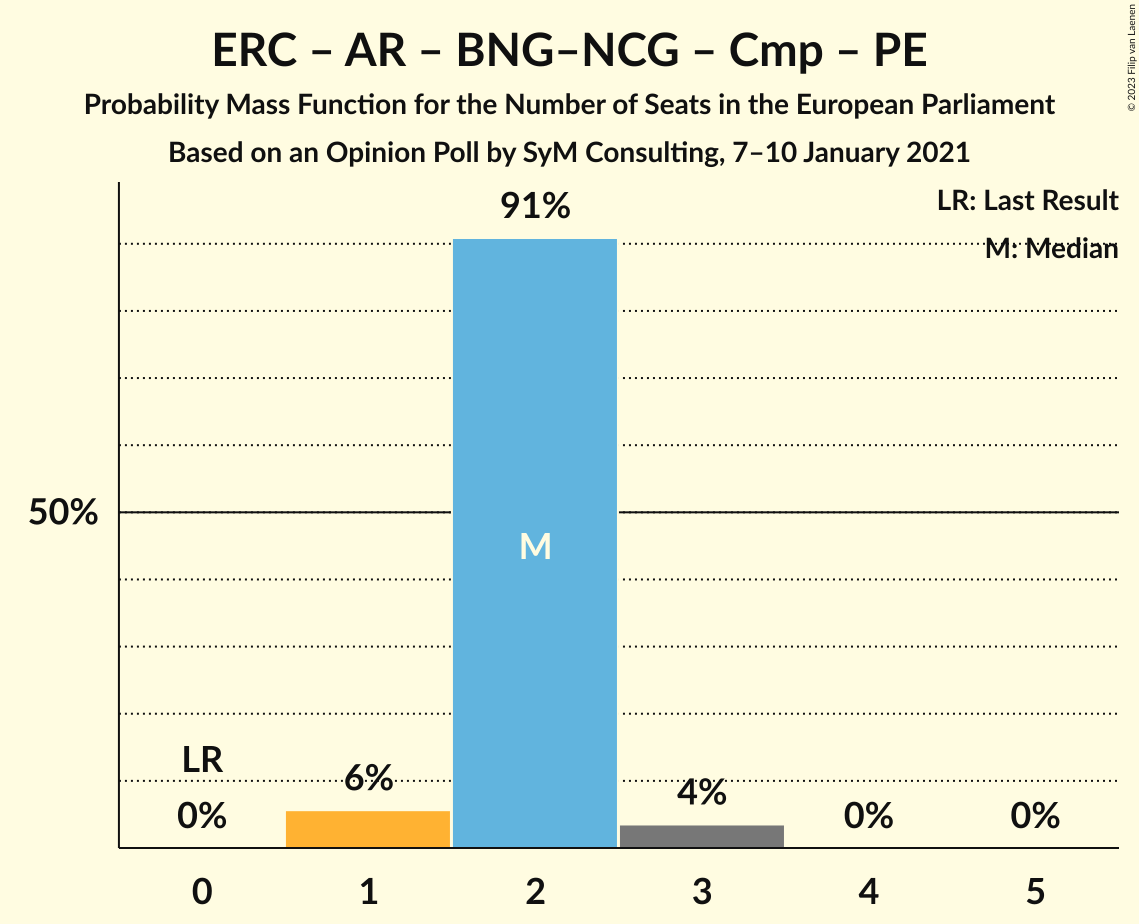 ERC – AR – BNG–NCG – Cmp – PE
Probability Mass Function for the Number of Seats in the European Parliament
Based on an Opinion Poll by SyM Consulting, 7–10 January 2021
© 2023 Filip van Laenen
LR: Last Result
M: Median
91%
50%
M
LR
0%
6%
4%
0%
0%
0 1 2 3 4 5